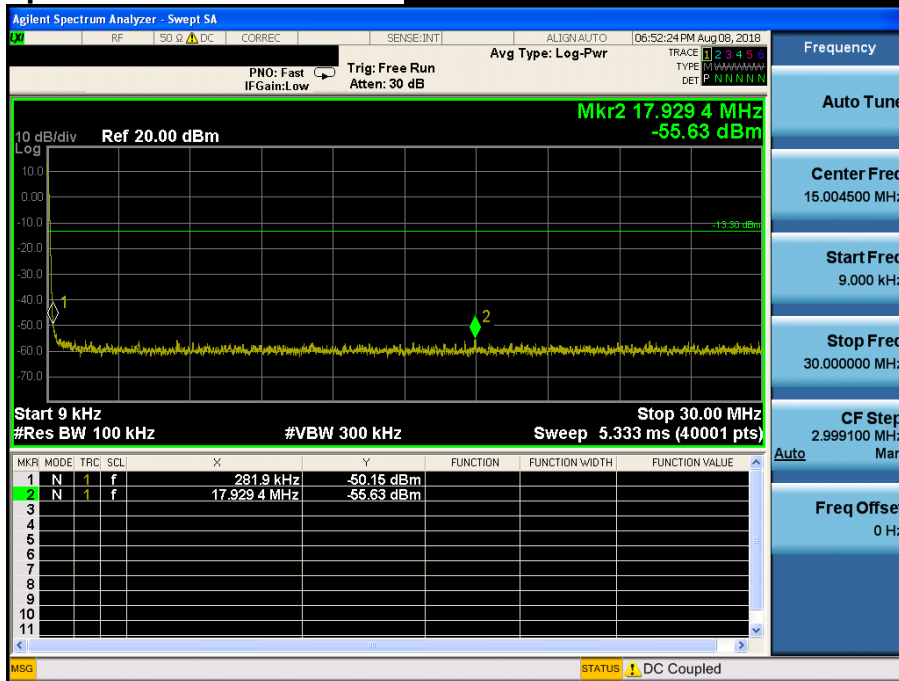 Agilent Spectrum Analyzer - Swept SA
LXI RF 50 Ω DC CORREC SENSE:INT ALIGN AUTO 06:52:24 PM Aug 08, 2018
Avg Type: Log-Pwr
TRACE 1 2 3 4 5 6
TYPE M
DET P N N N N N
PNO: Fast
IFGain:Low
Trig: Free Run
Atten: 30 dB
Mkr2 17.929 4 MHz
-55.63 dBm
10 dB/div Ref 20.00 dBm
Log
10.0
0.00
-10.0
-13.30 dBm
-20.0
-30.0
-40.0
-50.0
-60.0
-70.0
1
2
Start 9 kHz Stop 30.00 MHz
#Res BW 100 kHz #VBW 300 kHz Sweep 5.333 ms (40001 pts)
MKR MODE TRC SCL X Y FUNCTION FUNCTION WIDTH FUNCTION VALUE
1 N 1 f 281.9 kHz -50.15 dBm
2 N 1 f 17.929 4 MHz -55.63 dBm
3
4
5
6
7
8
9
10
11
MSG STATUS DC Coupled
Frequency
Auto Tune
Center Freq
15.004500 MHz
Start Freq
9.000 kHz
Stop Freq
30.000000 MHz
CF Step
2.999100 MHz
Auto Man
Freq Offset
0 Hz